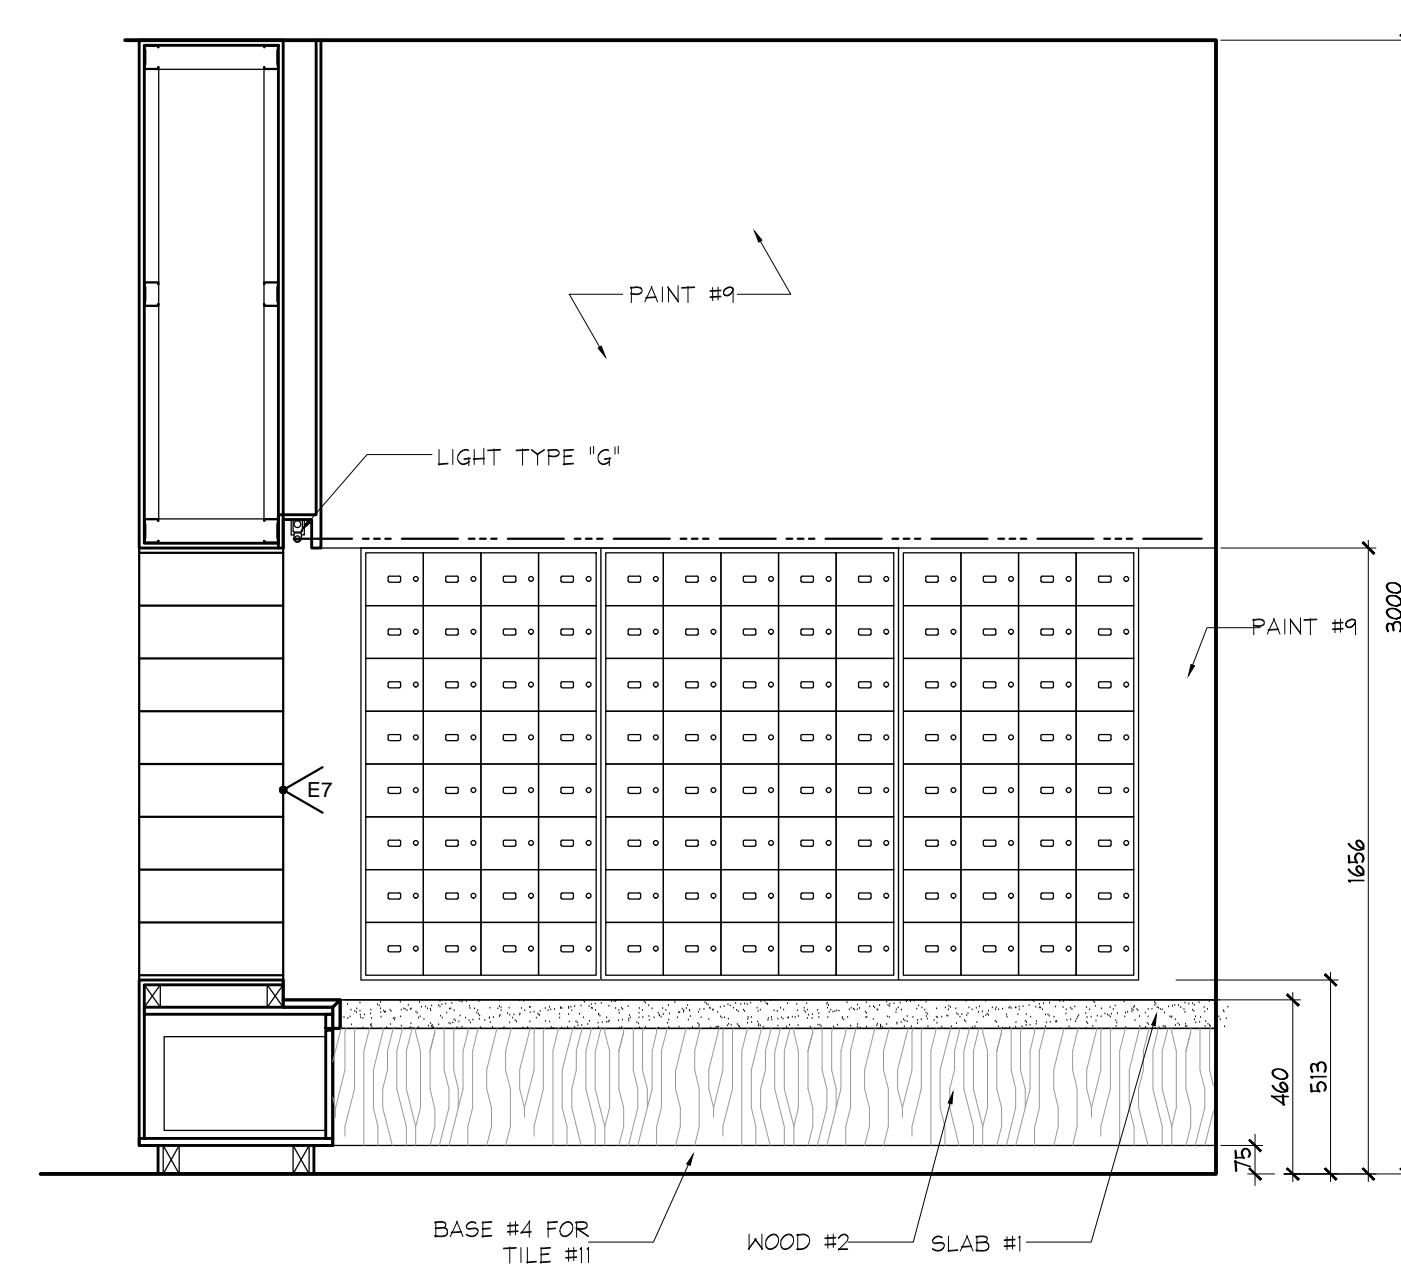 PAINT #9
LIGHT TYPE "G"
3000
PAINT #9
E7
1656
513
460
75
BASE #4 FOR
TILE #11
WOOD #2
SLAB #1